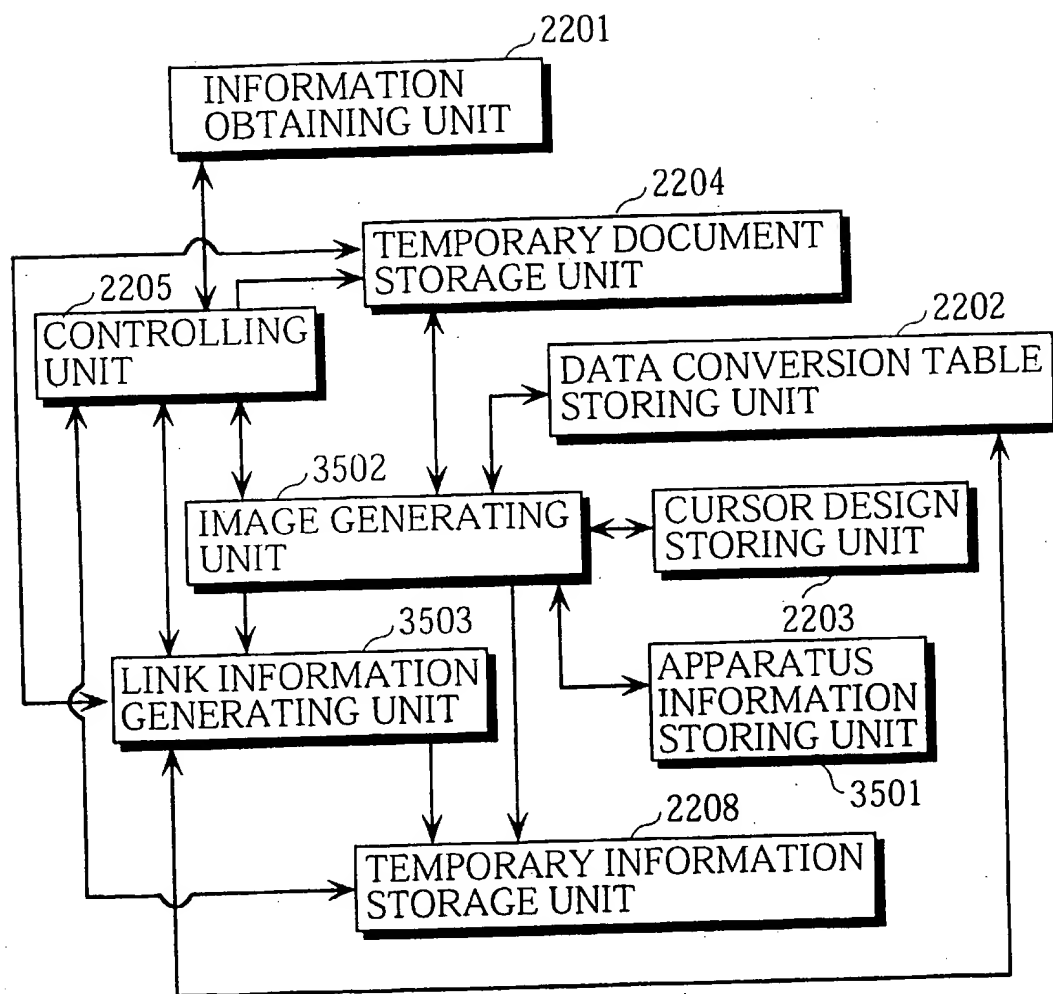 2201
INFORMATION
OBTAINING UNIT
2204
TEMPORARY DOCUMENT
STORAGE UNIT
2205
CONTROLLING
UNIT
2202
DATA CONVERSION TABLE
STORING UNIT
3502
IMAGE GENERATING
UNIT
CURSOR DESIGN
STORING UNIT
2203
3503
LINK INFORMATION
GENERATING UNIT
APPARATUS
INFORMATION
STORING UNIT
3501
2208
TEMPORARY INFORMATION
STORAGE UNIT